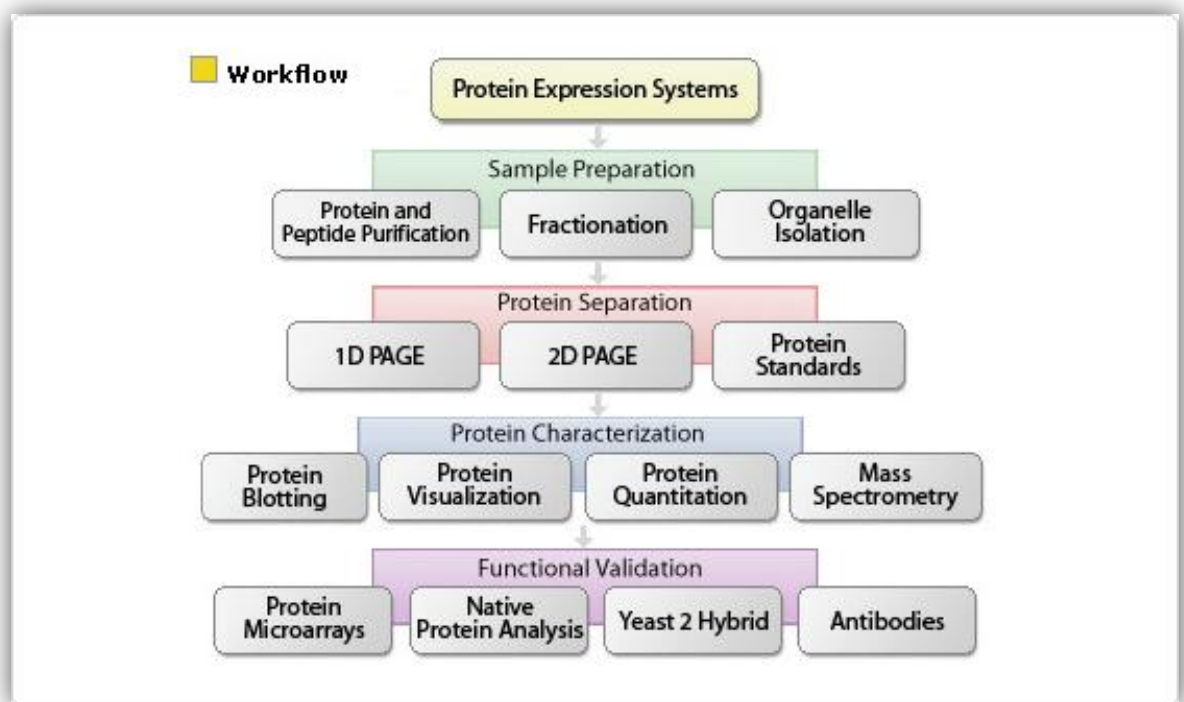 Workflow
Protein Expression Systems
Sample Preparation
Protein and
Peptide Purification
Fractionation
Organelle
Isolation
Protein Separation
1D PAGE
2D PAGE
Protein
Standards
Protein Characterization
Protein
Blotting
Protein
Visualization
Protein
Quantitation
Mass
Spectrometry
Functional Validation
Protein
Microarrays
Native
Protein Analysis
Yeast 2 Hybrid
Antibodies